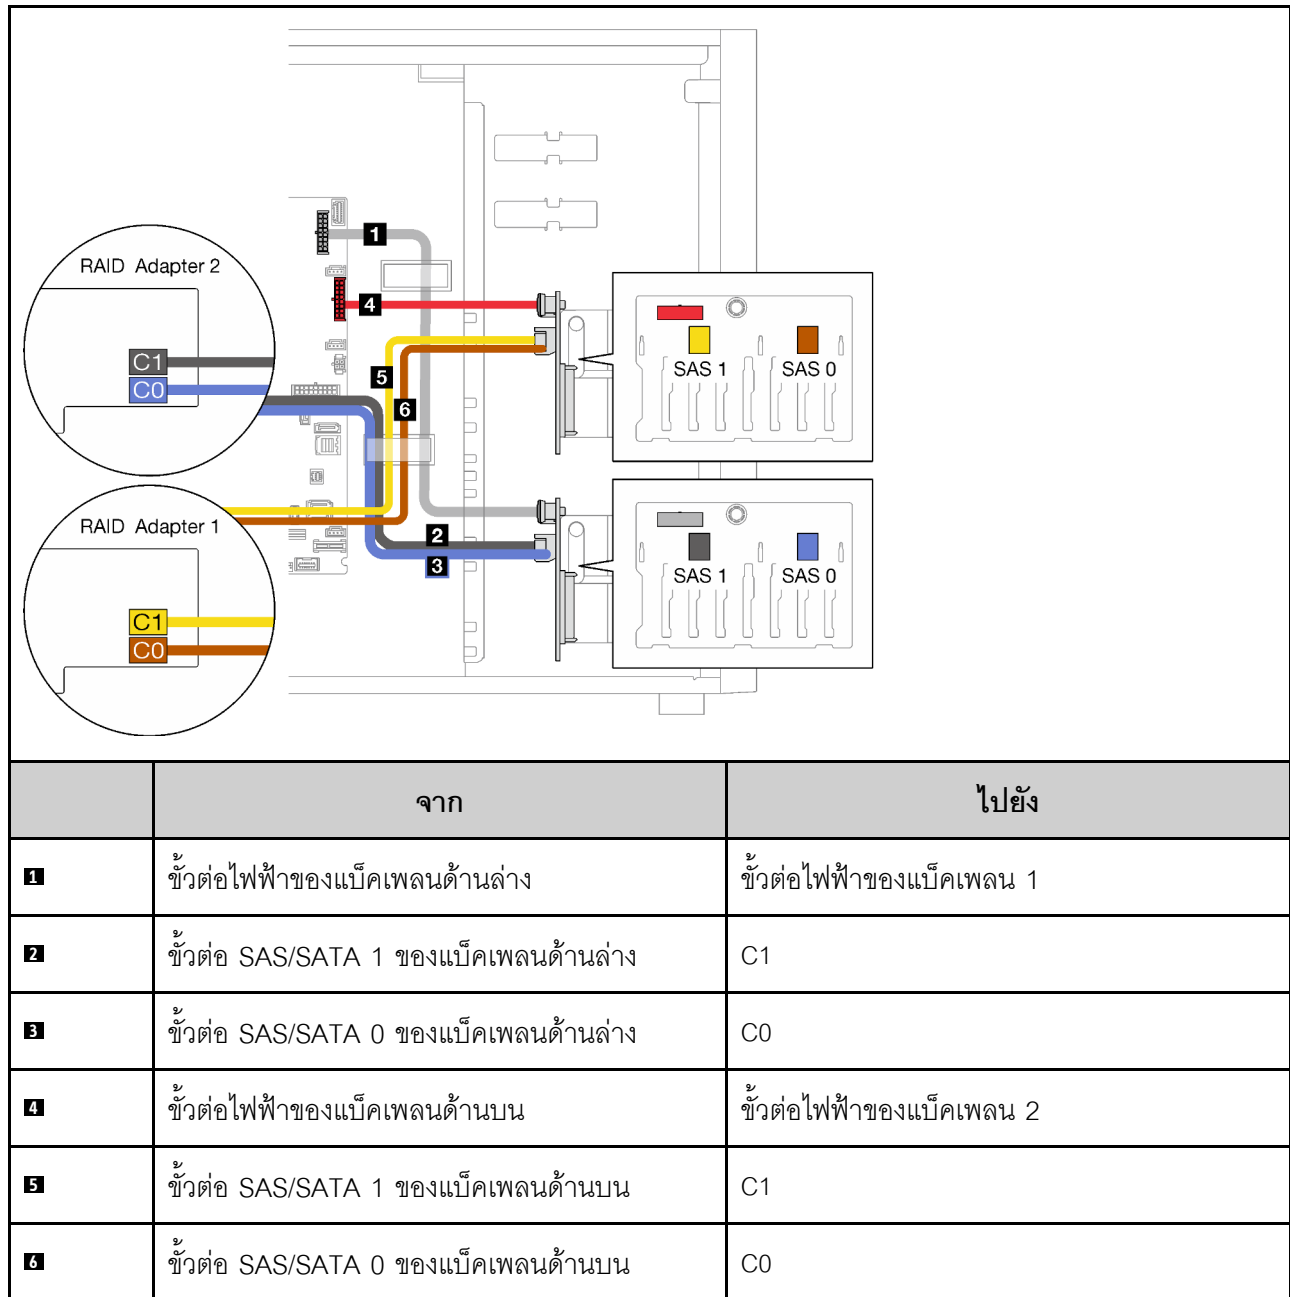 1
RAID Adapter 2
4
C1
C0
SAS 1 SAS 0
5
6
RAID Adapter 1
2
3
SAS 1 SAS 0
C1
C0
จาก ไปยัง
1 ขั้วต่อไฟฟ้าของแบ็คเพลนด้านล่าง ขั้วต่อไฟฟ้าของแบ็คเพลน 1
2 ขั้วต่อ SAS/SATA 1 ของแบ็คเพลนด้านล่าง C1
3 ขั้วต่อ SAS/SATA 0 ของแบ็คเพลนด้านล่าง C0
4 ขั้วต่อไฟฟ้าของแบ็คเพลนด้านบน ขั้วต่อไฟฟ้าของแบ็คเพลน 2
5 ขั้วต่อ SAS/SATA 1 ของแบ็คเพลนด้านบน C1
6 ขั้วต่อ SAS/SATA 0 ของแบ็คเพลนด้านบน C0